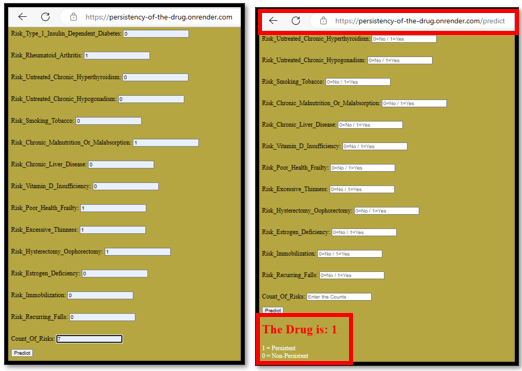 https://persistency-of-the-drug.onrender.com
Risk_Type_1_Insulin_Dependent_Diabetes: 0
Risk_Rheumatoid_Arthritis: 1
Risk_Untreated_Chronic_Hyperthyroidism: 0
Risk_Untreated_Chronic_Hypogonadism: 0
Risk_Smoking_Tobacco: 0
Risk_Chronic_Malnutrition_Or_Malabsorption: 1
Risk_Chronic_Liver_Disease: 0
Risk_Vitamin_D_Insufficiency: 0
Risk_Poor_Health_Frailty: 1
Risk_Excessive_Thinness: 1
Risk_Hysterectomy_Oophorectomy: 1
Risk_Estrogen_Deficiency: 0
Risk_Immobilization: 0
Risk_Recurring_Falls: 0
Count_Of_Risks: 7
Predict
https://persistency-of-the-drug.onrender.com/predict
Risk_Untreated_Chronic_Hyperthyroidism: 0=No / 1=Yes
Risk_Untreated_Chronic_Hypogonadism: 0=No / 1=Yes
Risk_Smoking_Tobacco: 0=No / 1=Yes
Risk_Chronic_Malnutrition_Or_Malabsorption: 0=No / 1=Yes
Risk_Chronic_Liver_Disease: 0=No / 1=Yes
Risk_Vitamin_D_Insufficiency: 0=No / 1=Yes
Risk_Poor_Health_Frailty: 0=No / 1=Yes
Risk_Excessive_Thinness: 0=No / 1=Yes
Risk_Hysterectomy_Oophorectomy: 0=No / 1=Yes
Risk_Estrogen_Deficiency: 0=No / 1=Yes
Risk_Immobilization: 0=No / 1=Yes
Risk_Recurring_Falls: 0=No / 1=Yes
Count_Of_Risks: Enter the Counts
Predict
The Drug is: 1
1 = Persistent
0 = Non-Persistent